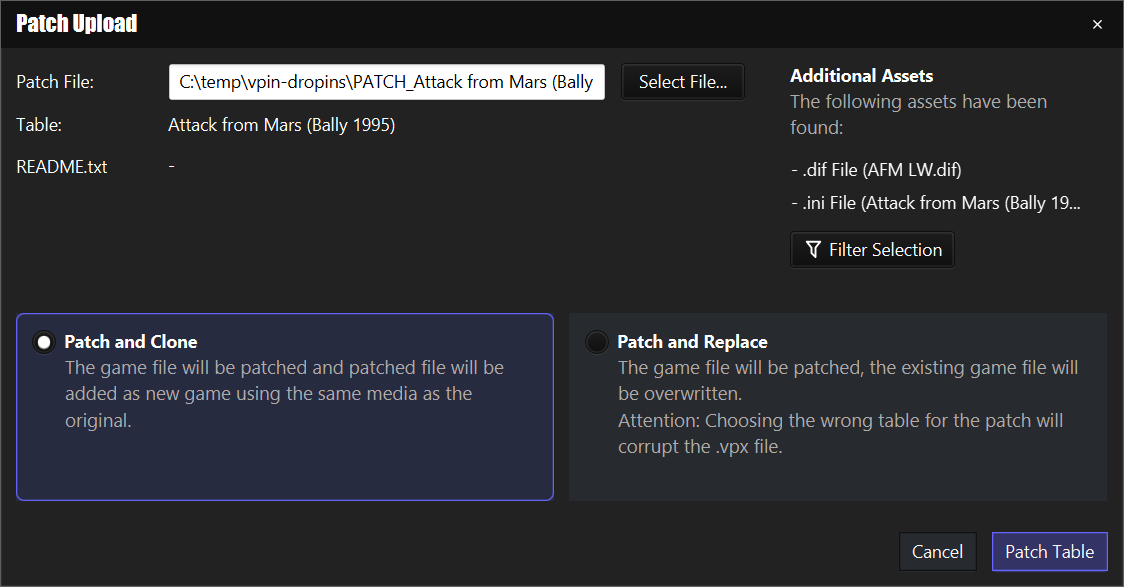 Patch Upload
Patch File:
C:\temp\vpin-dropins\PATCH_Attack from Mars (Bally
Select File...
Table:
Attack from Mars (Bally 1995)
README.txt
-
Additional Assets
The following assets have been
found:
- .dif File (AFM LW.dif)
- .ini File (Attack from Mars (Bally 19...
Filter Selection
Patch and Clone
The game file will be patched and patched file will be
added as new game using the same media as the
original.
Patch and Replace
The game file will be patched, the existing game file will
be overwritten.
Attention: Choosing the wrong table for the patch will
corrupt the .vpx file.
Cancel
Patch Table